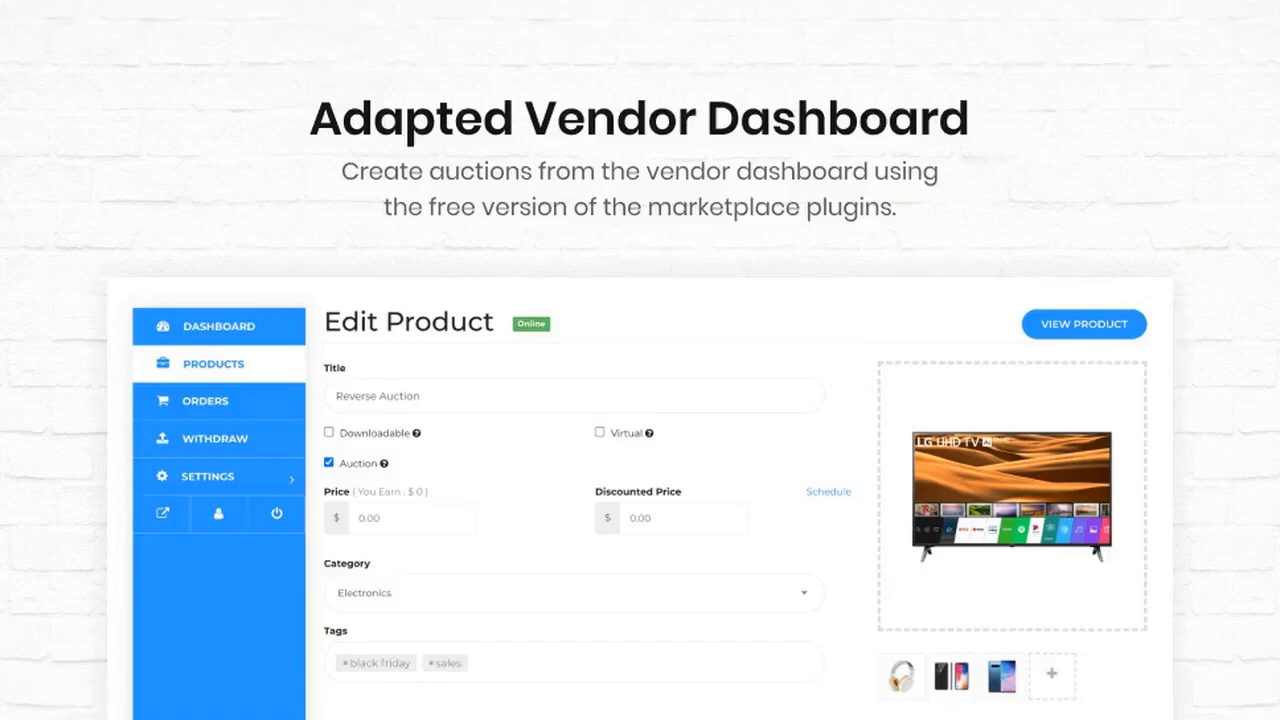 Adapted Vendor Dashboard
Create auctions from the vendor dashboard using
the free version of the marketplace plugins.
DASHBOARD
PRODUCTS
ORDERS
WITHDRAW
SETTINGS
Edit Product
Online
VIEW PRODUCT
Title
Reverse Auction
Downloadable
Virtual
Auction
Price ( You Earn : $ 0 )
Discounted Price
Schedule
$ 0.00
$ 0.00
Category
Electronics
Tags
× black friday
× sales
LG UHD TV AI
+